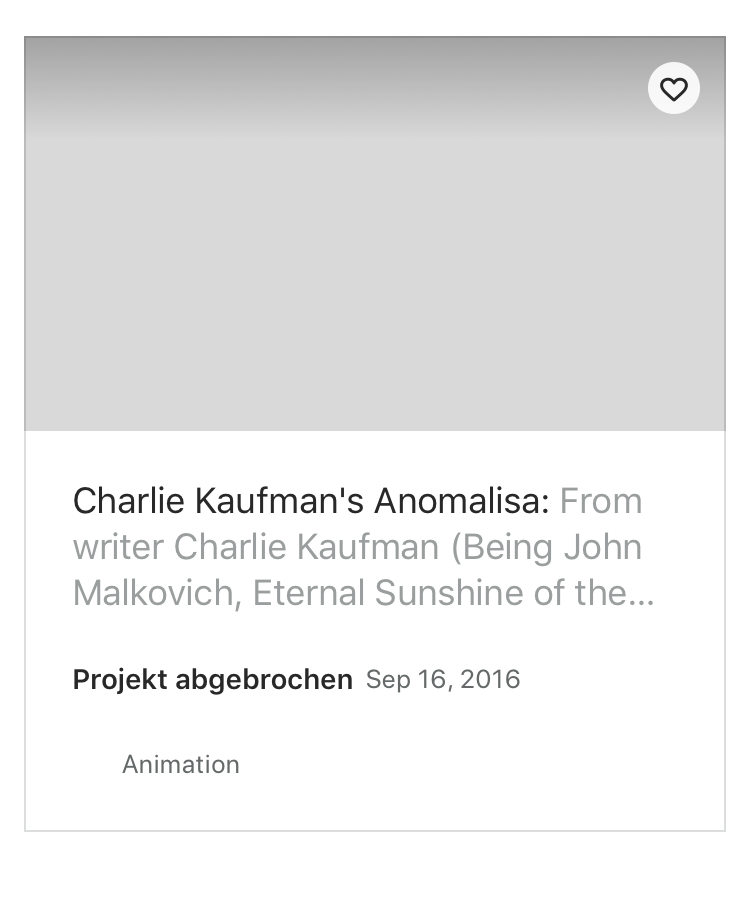 Charlie Kaufman's Anomalisa: From
writer Charlie Kaufman (Being John
Malkovich, Eternal Sunshine of the...
Projekt abgebrochen Sep 16, 2016
Animation